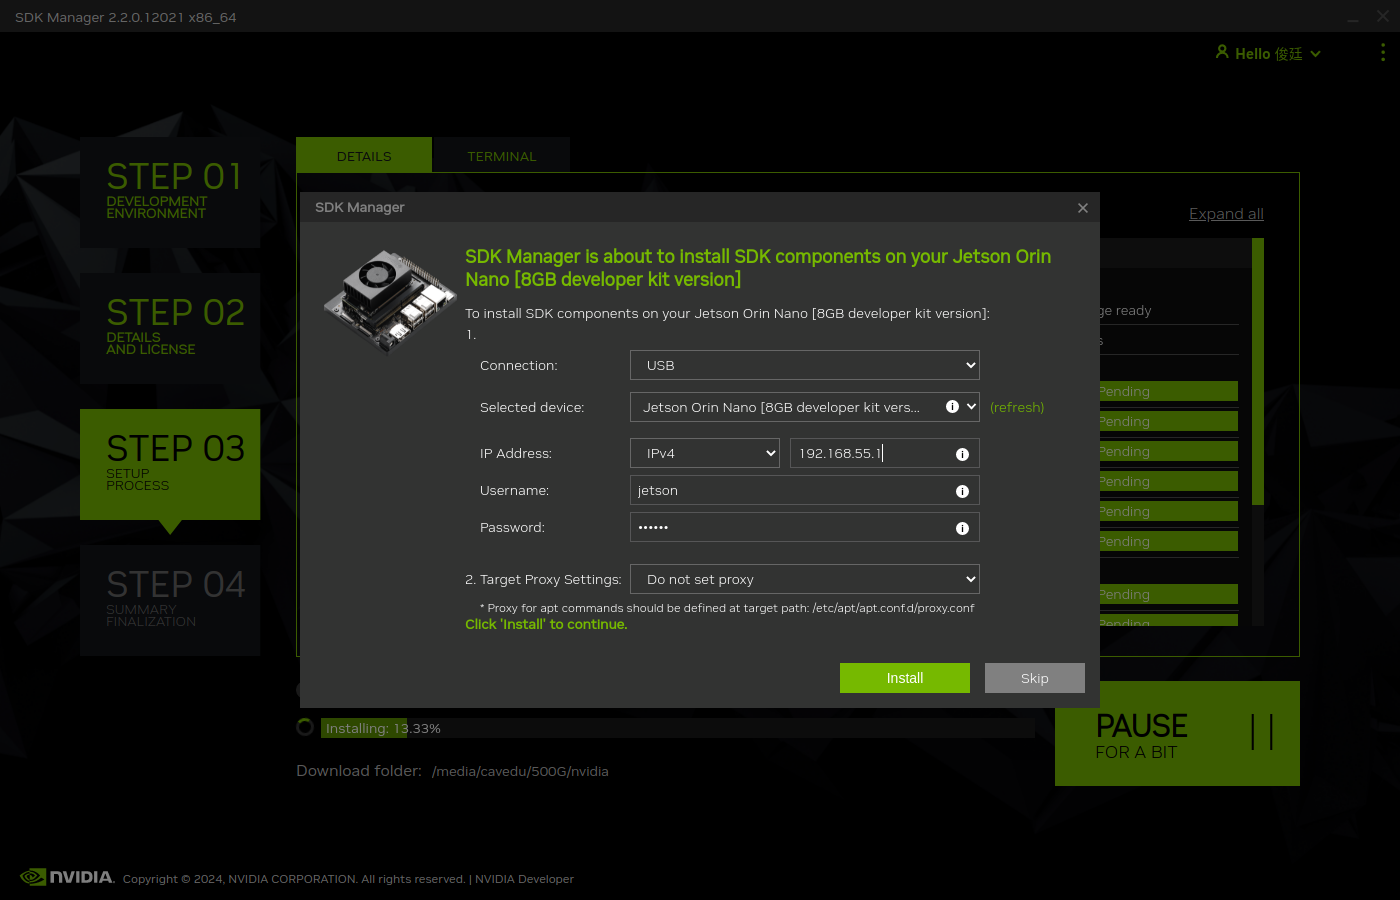 SDK Manager 2.2.0.12021 x86_64
Hello 俊廷
STEP 01
DEVELOPMENT
ENVIRONMENT
STEP 02
DETAILS
AND LICENSE
STEP 03
SETUP
PROCESS
STEP 04
SUMMARY
FINALIZATION
DETAILS
TERMINAL
Expand all
SDK Manager
SDK Manager is about to install SDK components on your Jetson Orin
Nano [8GB developer kit version]
To install SDK components on your Jetson Orin Nano [8GB developer kit version]:
1.
Connection: USB
Selected device: Jetson Orin Nano [8GB developer kit vers... (refresh)
IP Address: IPv4 192.168.55.1
Username: jetson
Password: ••••••
2. Target Proxy Settings: Do not set proxy
* Proxy for apt commands should be defined at target path: /etc/apt/apt.conf.d/proxy.conf
Click 'Install' to continue.
Install
Skip
ready
Pending
Pending
Pending
Pending
Pending
Pending
Pending
Pending
Installing: 13.33%
Download folder: /media/cavedu/500G/nvidia
PAUSE
FOR A BIT
NVIDIA. Copyright © 2024, NVIDIA CORPORATION. All rights reserved. | NVIDIA Developer